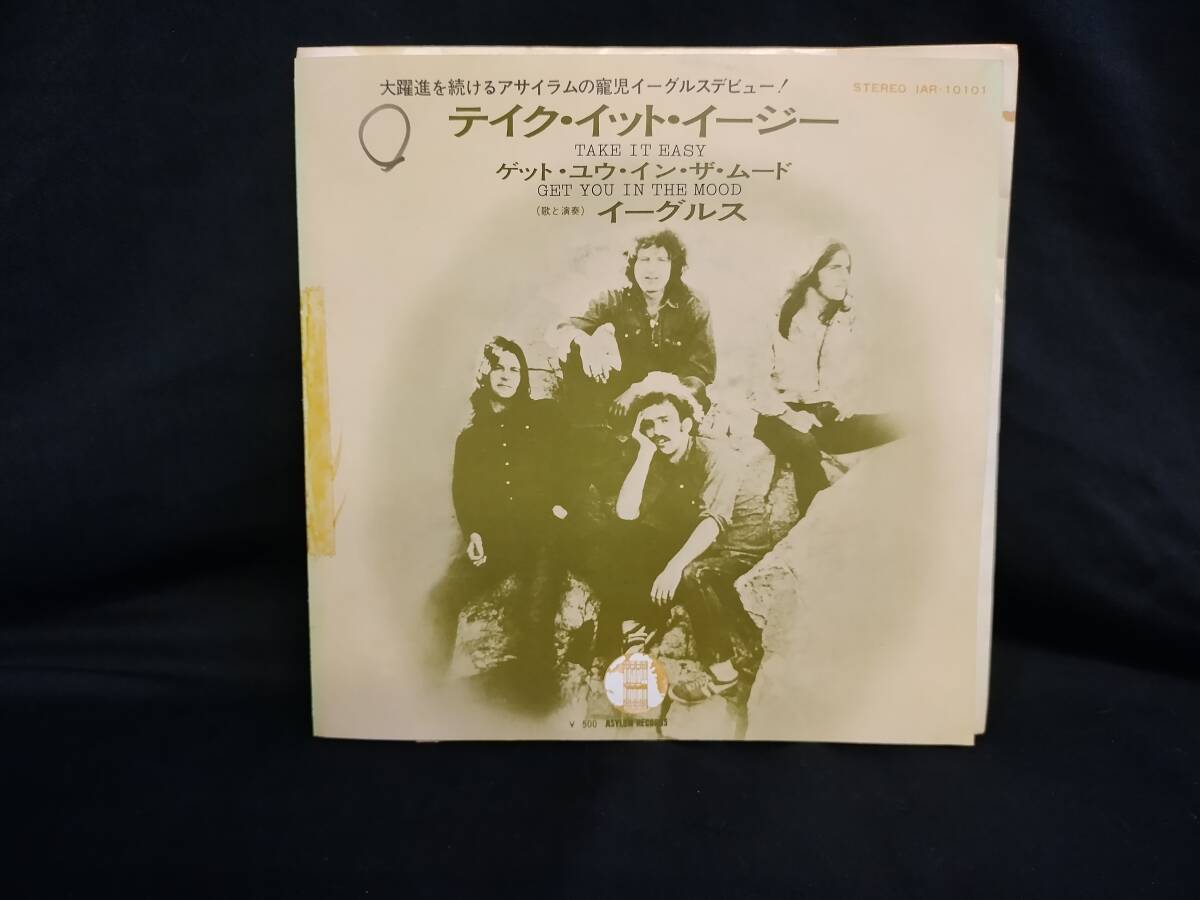 大躍進を続けるアサイラムの寵児イーグルスデビュー!
STEREO IAR-10101
テイク・イット・イージー
TAKE IT EASY
ゲット・ユウ・イン・ザ・ムード
GET YOU IN THE MOOD
(歌と演奏) イーグルス
¥ 500 ASYLUM RECORDS